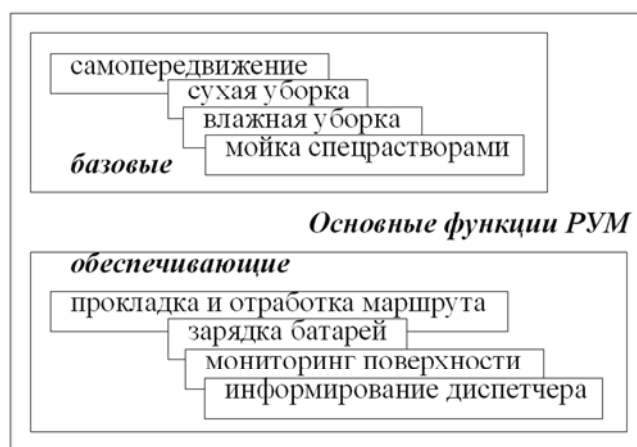 самопередвижение
сухая уборка
влажная уборка
мойка спецрастворами
базовые
Основные функции РУМ
обеспечивающие
прокладка и отработка маршрута
зарядка батарей
мониторинг поверхности
информирование диспетчера